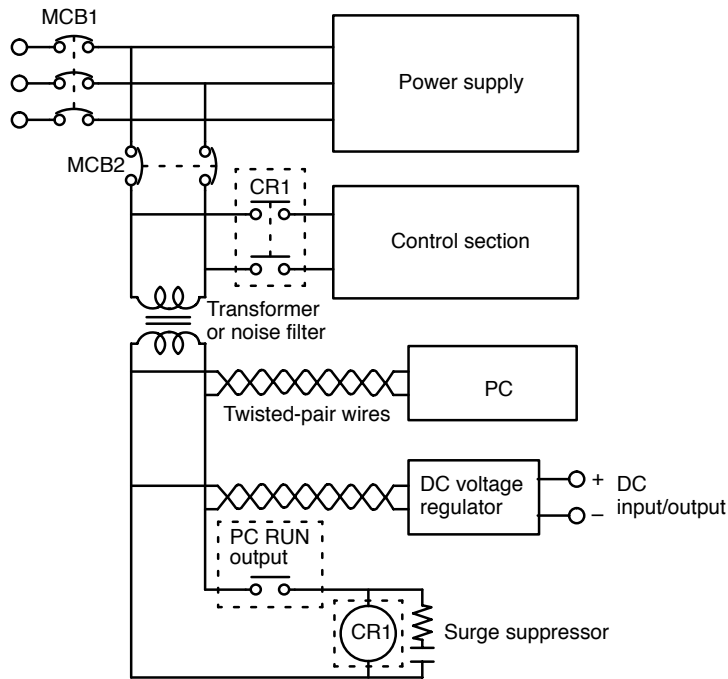 MCB1
Power supply
MCB2
CR1
Control section
Transformer
or noise filter
PC
Twisted-pair wires
DC voltage
regulator
+
–
DC
input/output
PC RUN
output
CR1
Surge suppressor